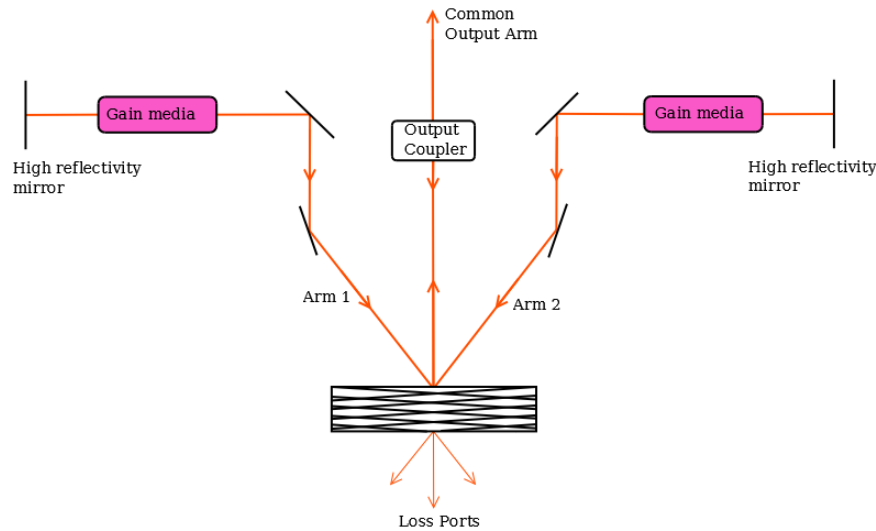 Common
Output Arm
Gain media
Gain media
Output
Coupler
High reflectivity
mirror
High reflectivity
mirror
Arm 1
Arm 2
Loss Ports